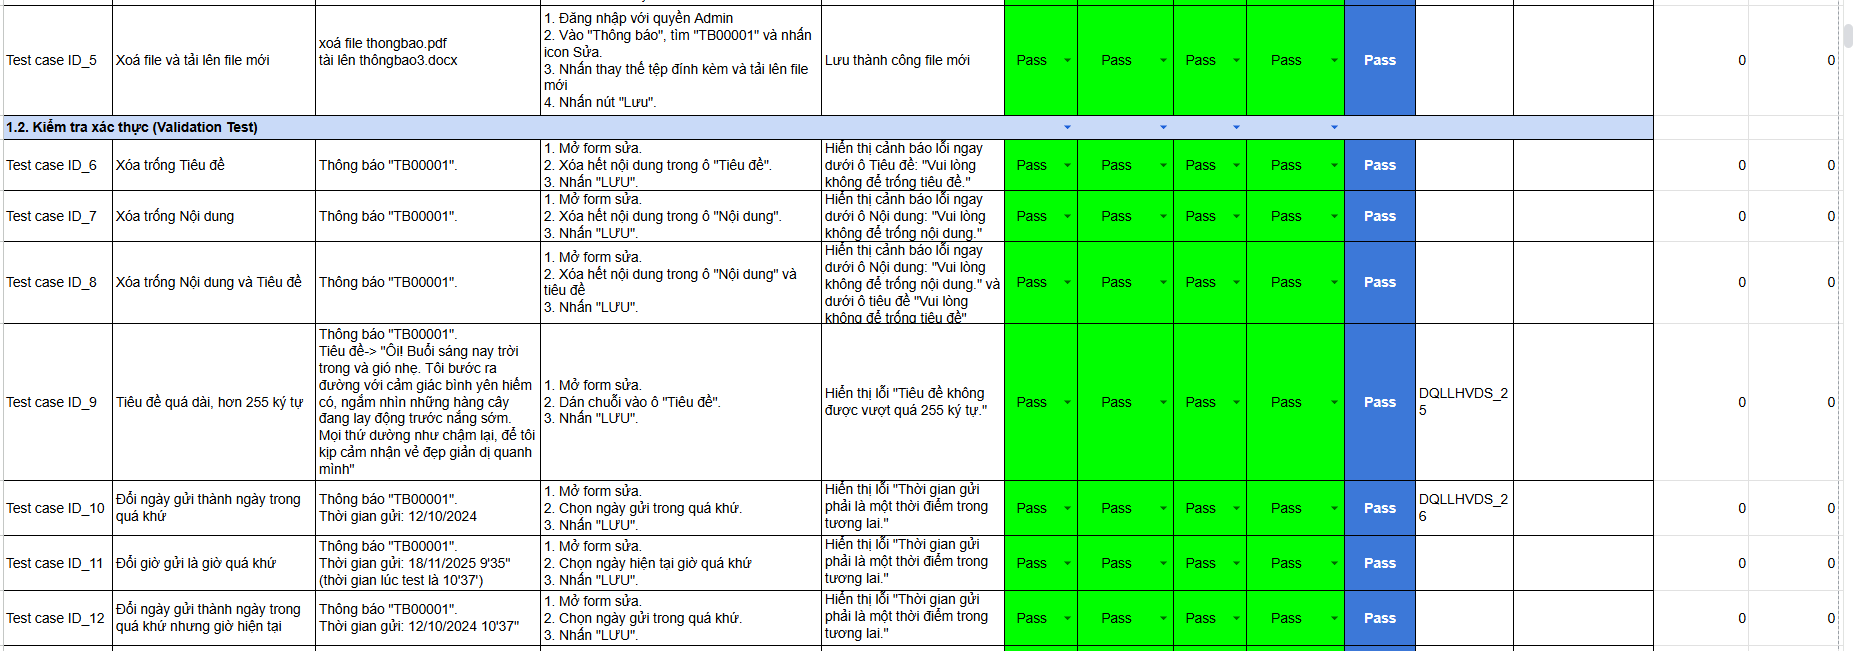 Test case ID_5
Xoá file và tải lên file mới
xoá file thongbao.pdf
tải lên thôngbao3.docx
1. Đăng nhập với quyền Admin
2. Vào "Thông báo", tìm "TB00001" và nhấn
icon Sửa.
3. Nhấn thay thế tệp đính kèm và tải lên file
mới
4. Nhấn nút "Lưu".
Lưu thành công file mới
Pass
Pass
Pass
Pass
Pass
0
0
1.2. Kiểm tra xác thực (Validation Test)
Test case ID_6
Xóa trống Tiêu đề
Thông báo "TB00001".
1. Mở form sửa.
2. Xóa hết nội dung trong ô "Tiêu đề".
3. Nhấn "LƯU".
Hiển thị cảnh báo lỗi ngay
dưới ô Tiêu đề: "Vui lòng
không để trống tiêu đề."
Pass
Pass
Pass
Pass
Pass
0
0
Test case ID_7
Xóa trống Nội dung
Thông báo "TB00001".
1. Mở form sửa.
2. Xóa hết nội dung trong ô "Nội dung".
3. Nhấn "LƯU".
Hiển thị cảnh báo lỗi ngay
dưới ô Nội dung: "Vui lòng
không để trống nội dung."
Pass
Pass
Pass
Pass
Pass
0
0
Test case ID_8
Xóa trống Nội dung và Tiêu đề
Thông báo "TB00001".
1. Mở form sửa.
2. Xóa hết nội dung trong ô "Nội dung" và
tiêu đề
3. Nhấn "LƯU".
Hiển thị cảnh báo lỗi ngay
dưới ô Nội dung: "Vui lòng
không để trống nội dung." và
dưới ô tiêu đề "Vui lòng
không để trống tiêu đề"
Pass
Pass
Pass
Pass
Pass
0
0
Test case ID_9
Tiêu đề quá dài, hơn 255 ký tự
Thông báo "TB00001".
Tiêu đề-> "Ôi! Buổi sáng nay trời
trong và gió nhẹ. Tôi bước ra
đường với cảm giác bình yên hiếm
có, ngắm nhìn những hàng cây
đang lay động trước nắng sớm.
Mọi thứ dường như chậm lại, để tôi
kịp cảm nhận vẻ đẹp giản dị quanh
mình"
1. Mở form sửa.
2. Dán chuỗi vào ô "Tiêu đề".
3. Nhấn "LƯU".
Hiển thị lỗi "Tiêu đề không
được vượt quá 255 ký tự."
Pass
Pass
Pass
Pass
Pass
DQLLHVDS_2
5
0
0
Test case ID_10
Đổi ngày gửi thành ngày trong
quá khứ
Thông báo "TB00001".
Thời gian gửi: 12/10/2024
1. Mở form sửa.
2. Chọn ngày gửi trong quá khứ.
3. Nhấn "LƯU".
Hiển thị lỗi "Thời gian gửi
phải là một thời điểm trong
tương lai."
Pass
Pass
Pass
Pass
Pass
DQLLHVDS_2
6
0
0
Test case ID_11
Đổi giờ gửi là giờ quá khứ
Thông báo "TB00001".
Thời gian gửi: 18/11/2025 9'35"
(thời gian lúc test là 10'37')
1. Mở form sửa.
2. Chọn ngày hiện tại giờ quá khứ
3. Nhấn "LƯU".
Hiển thị lỗi "Thời gian gửi
phải là một thời điểm trong
tương lai."
Pass
Pass
Pass
Pass
Pass
0
0
Test case ID_12
Đổi ngày gửi thành ngày trong
quá khứ nhưng giờ hiện tại
Thông báo "TB00001".
Thời gian gửi: 12/10/2024 10'37"
1. Mở form sửa.
2. Chọn ngày gửi trong quá khứ.
3. Nhấn "LƯU".
Hiển thị lỗi "Thời gian gửi
phải là một thời điểm trong
tương lai."
Pass
Pass
Pass
Pass
Pass
0
0